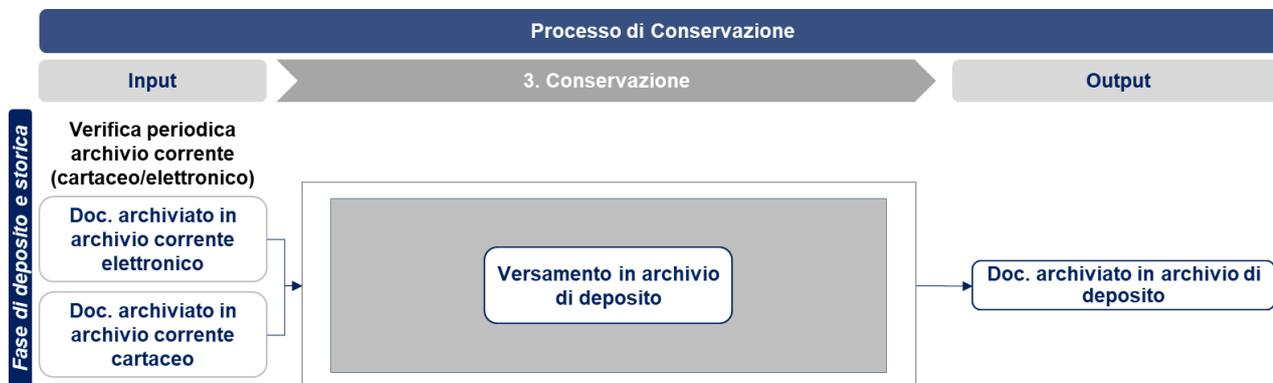 Processo di Conservazione
Input
3. Conservazione
Output
Fase di deposito e storica
Verifica periodica
archivio corrente
(cartaceo/elettronico)
Doc. archiviato in
archivio corrente
elettronico
Doc. archiviato in
archivio corrente
cartaceo
Versamento in archivio
di deposito
Doc. archiviato in archivio di
deposito